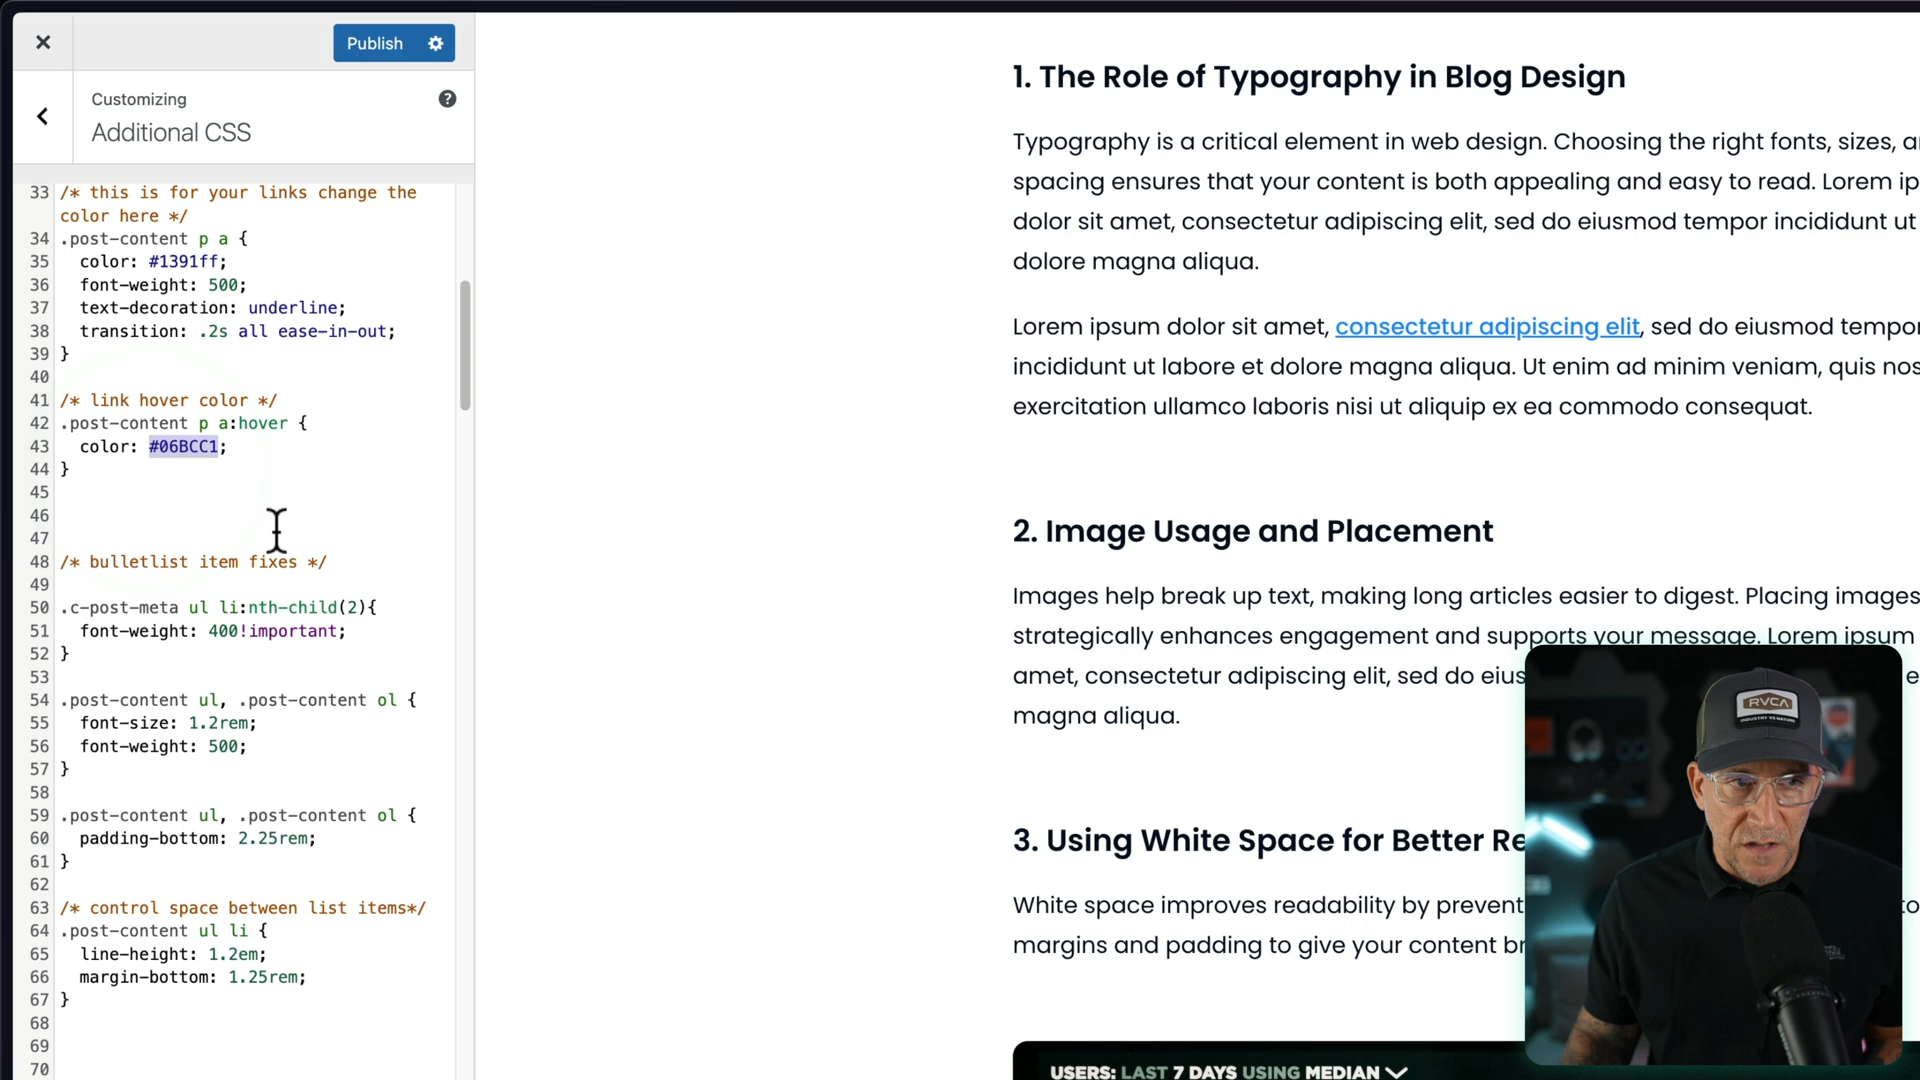 Publish
Customizing
Additional CSS
33 /* this is for your links change the
color here */
34 .post-content p a {
35 color: #1391ff;
36 font-weight: 500;
37 text-decoration: underline;
38 transition: .2s all ease-in-out;
39 }
40
41 /* link hover color */
42 .post-content p a:hover {
43 color: #06BCC1;
44 }
45
46
47
48 /* bulletlist item fixes */
49
50 .c-post-meta ul li:nth-child(2){
51 font-weight: 400!important;
52 }
53
54 .post-content ul, .post-content ol {
55 font-size: 1.2rem;
56 font-weight: 500;
57 }
58
59 .post-content ul, .post-content ol {
60 padding-bottom: 2.25rem;
61 }
62
63 /* control space between list items*/
64 .post-content ul li {
65 line-height: 1.2em;
66 margin-bottom: 1.25rem;
67 }
68
69
70
1. The Role of Typography in Blog Design
Typography is a critical element in web design. Choosing the right fonts, sizes,
spacing ensures that your content is both appealing and easy to read. Lorem ip
dolor sit amet, consectetur adipiscing elit, sed do eiusmod tempor incididunt ut
dolore magna aliqua.
Lorem ipsum dolor sit amet, consectetur adipiscing elit, sed do eiusmod tempor
incididunt ut labore et dolore magna aliqua. Ut enim ad minim veniam, quis nos
exercitation ullamco laboris nisi ut aliquip ex ea commodo consequat.
2. Image Usage and Placement
Images help break up text, making long articles easier to digest. Placing images
strategically enhances engagement and supports your message. Lorem ipsum
amet, consectetur adipiscing elit, sed do eius
magna aliqua.
3. Using White Space for Better Re
White space improves readability by prevent
margins and padding to give your content br
USERS: LAST 7 DAYS USING MEDIAN
RVCA
INDUSTRY VS NATURE